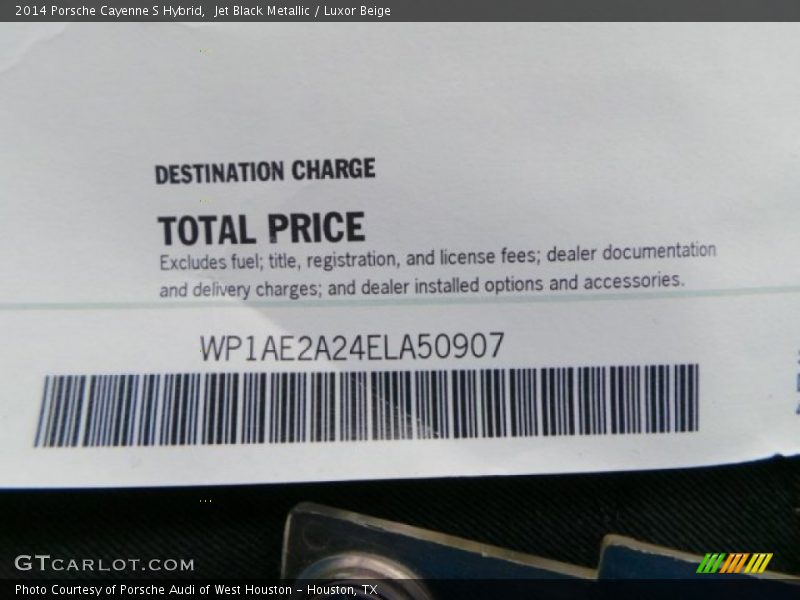 2014 Porsche Cayenne S Hybrid,  Jet Black Metallic / Luxor Beige
DESTINATION CHARGE
TOTAL PRICE
Excludes fuel; title, registration, and license fees; dealer documentation
and delivery charges; and dealer installed options and accessories.
WP1AE2A24ELA50907
GTCARLOT.COM
Photo Courtesy of Porsche Audi of West Houston - Houston, TX